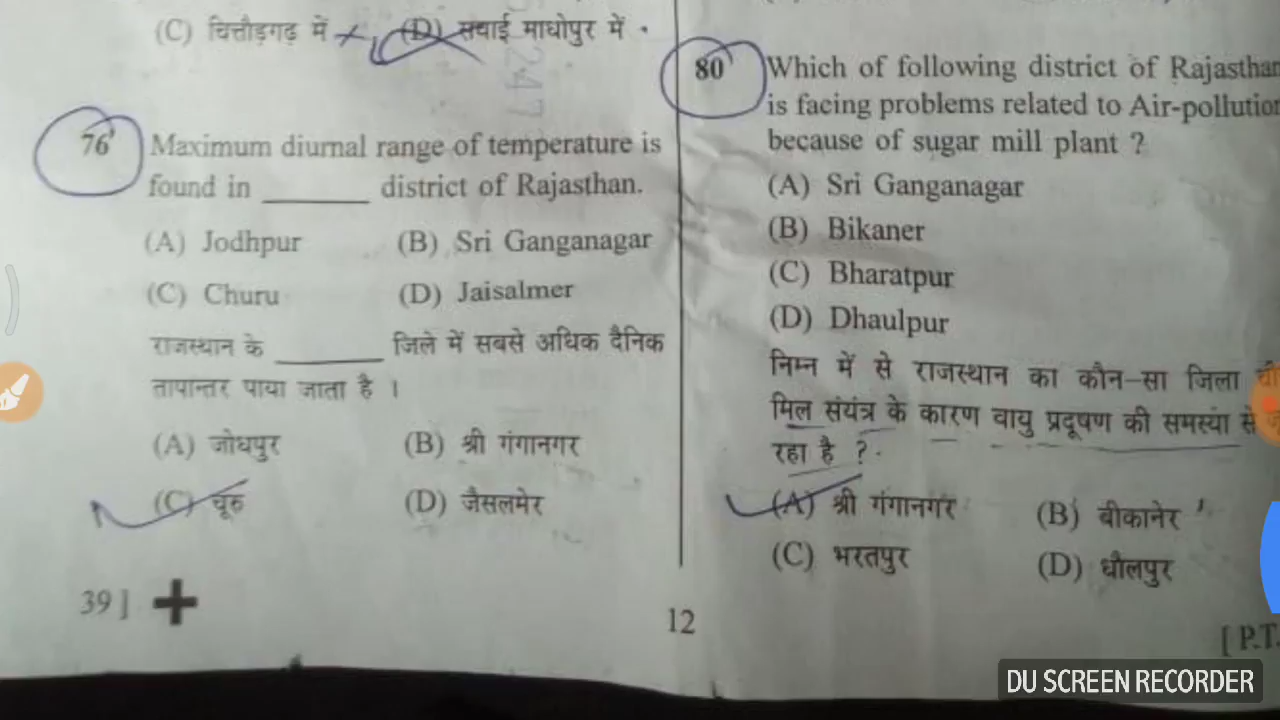 (C) चित्तौड़गढ़ में (D) सवाई माधोपुर में
76 Maximum diurnal range of temperature is
found in ________ district of Rajasthan.
(A) Jodhpur (B) Sri Ganganagar
(C) Churu (D) Jaisalmer
राजस्थान के ________ जिले में सबसे अधिक दैनिक
तापान्तर पाया जाता है ।
(A) जोधपुर (B) श्री गंगानगर
(C) चूरु (D) जैसलमेर
39 ] +
12
80 Which of following district of Rajasthan
is facing problems related to Air-pollution
because of sugar mill plant ?
(A) Sri Ganganagar
(B) Bikaner
(C) Bharatpur
(D) Dhaulpur
निम्न में से राजस्थान का कौन-सा जिला
मिल संयंत्र के कारण वायु प्रदूषण की समस्या से
रहा है ?
(A) श्री गंगानगर (B) बीकानेर
(C) भरतपुर (D) धौलपुर
[ P.T.
DU SCREEN RECORDER